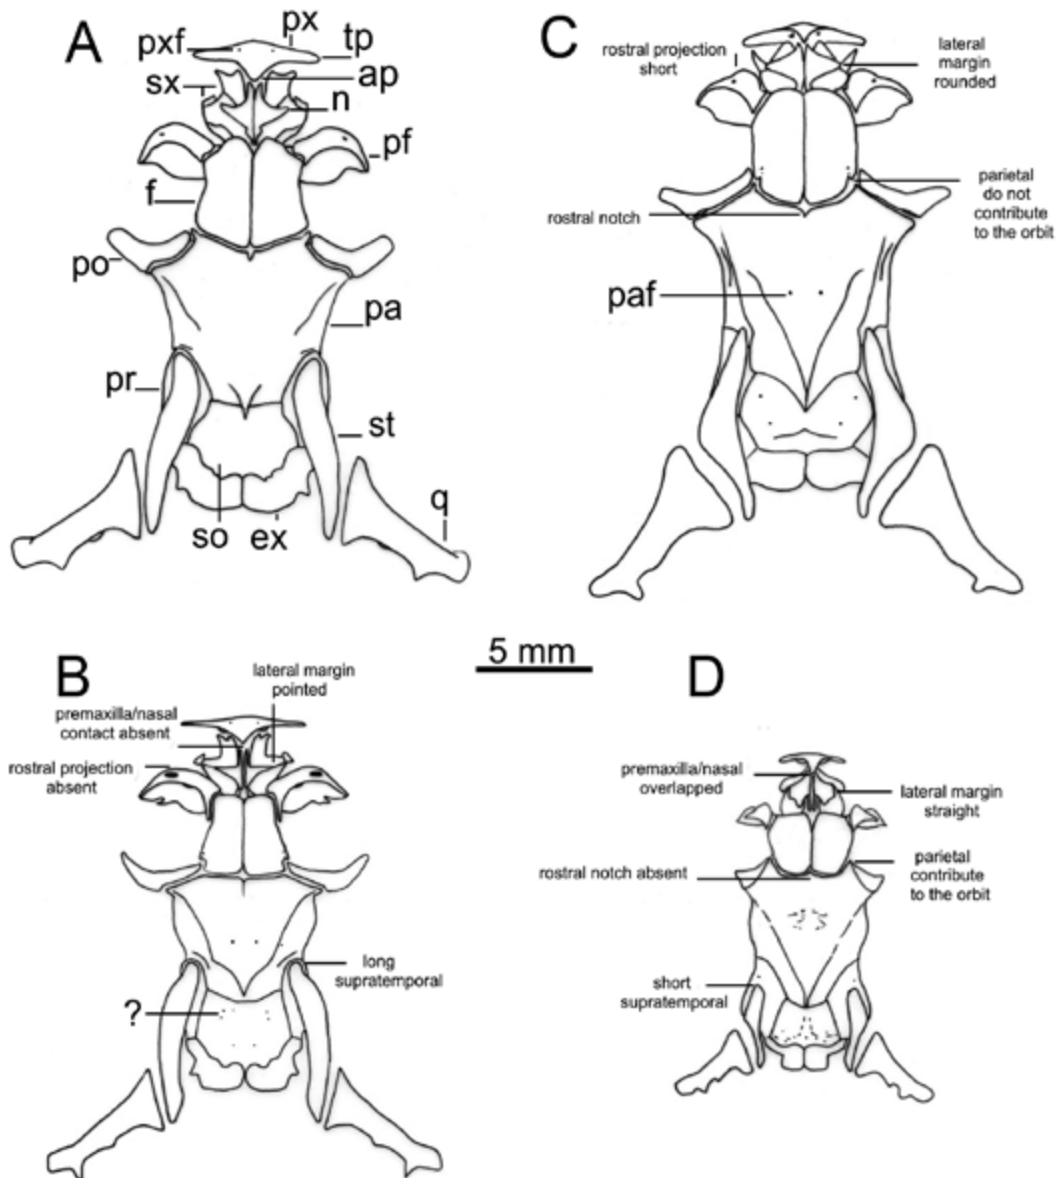 A
pxf
px
tp
sx
ap
n
pf
f
po
pa
pr
st
q
so
ex
C
rostral projection
short
lateral
margin
rounded
parietal
do not
contribute
to the orbit
rostral notch
paf
5 mm
B
lateral margin
pointed
premaxilla/nasal
contact absent
rostral projection
absent
long
supratemporal
?
D
premaxilla/nasal
overlapped
lateral margin
straight
rostral notch absent
parietal
contribute
to the orbit
short
supratemporal